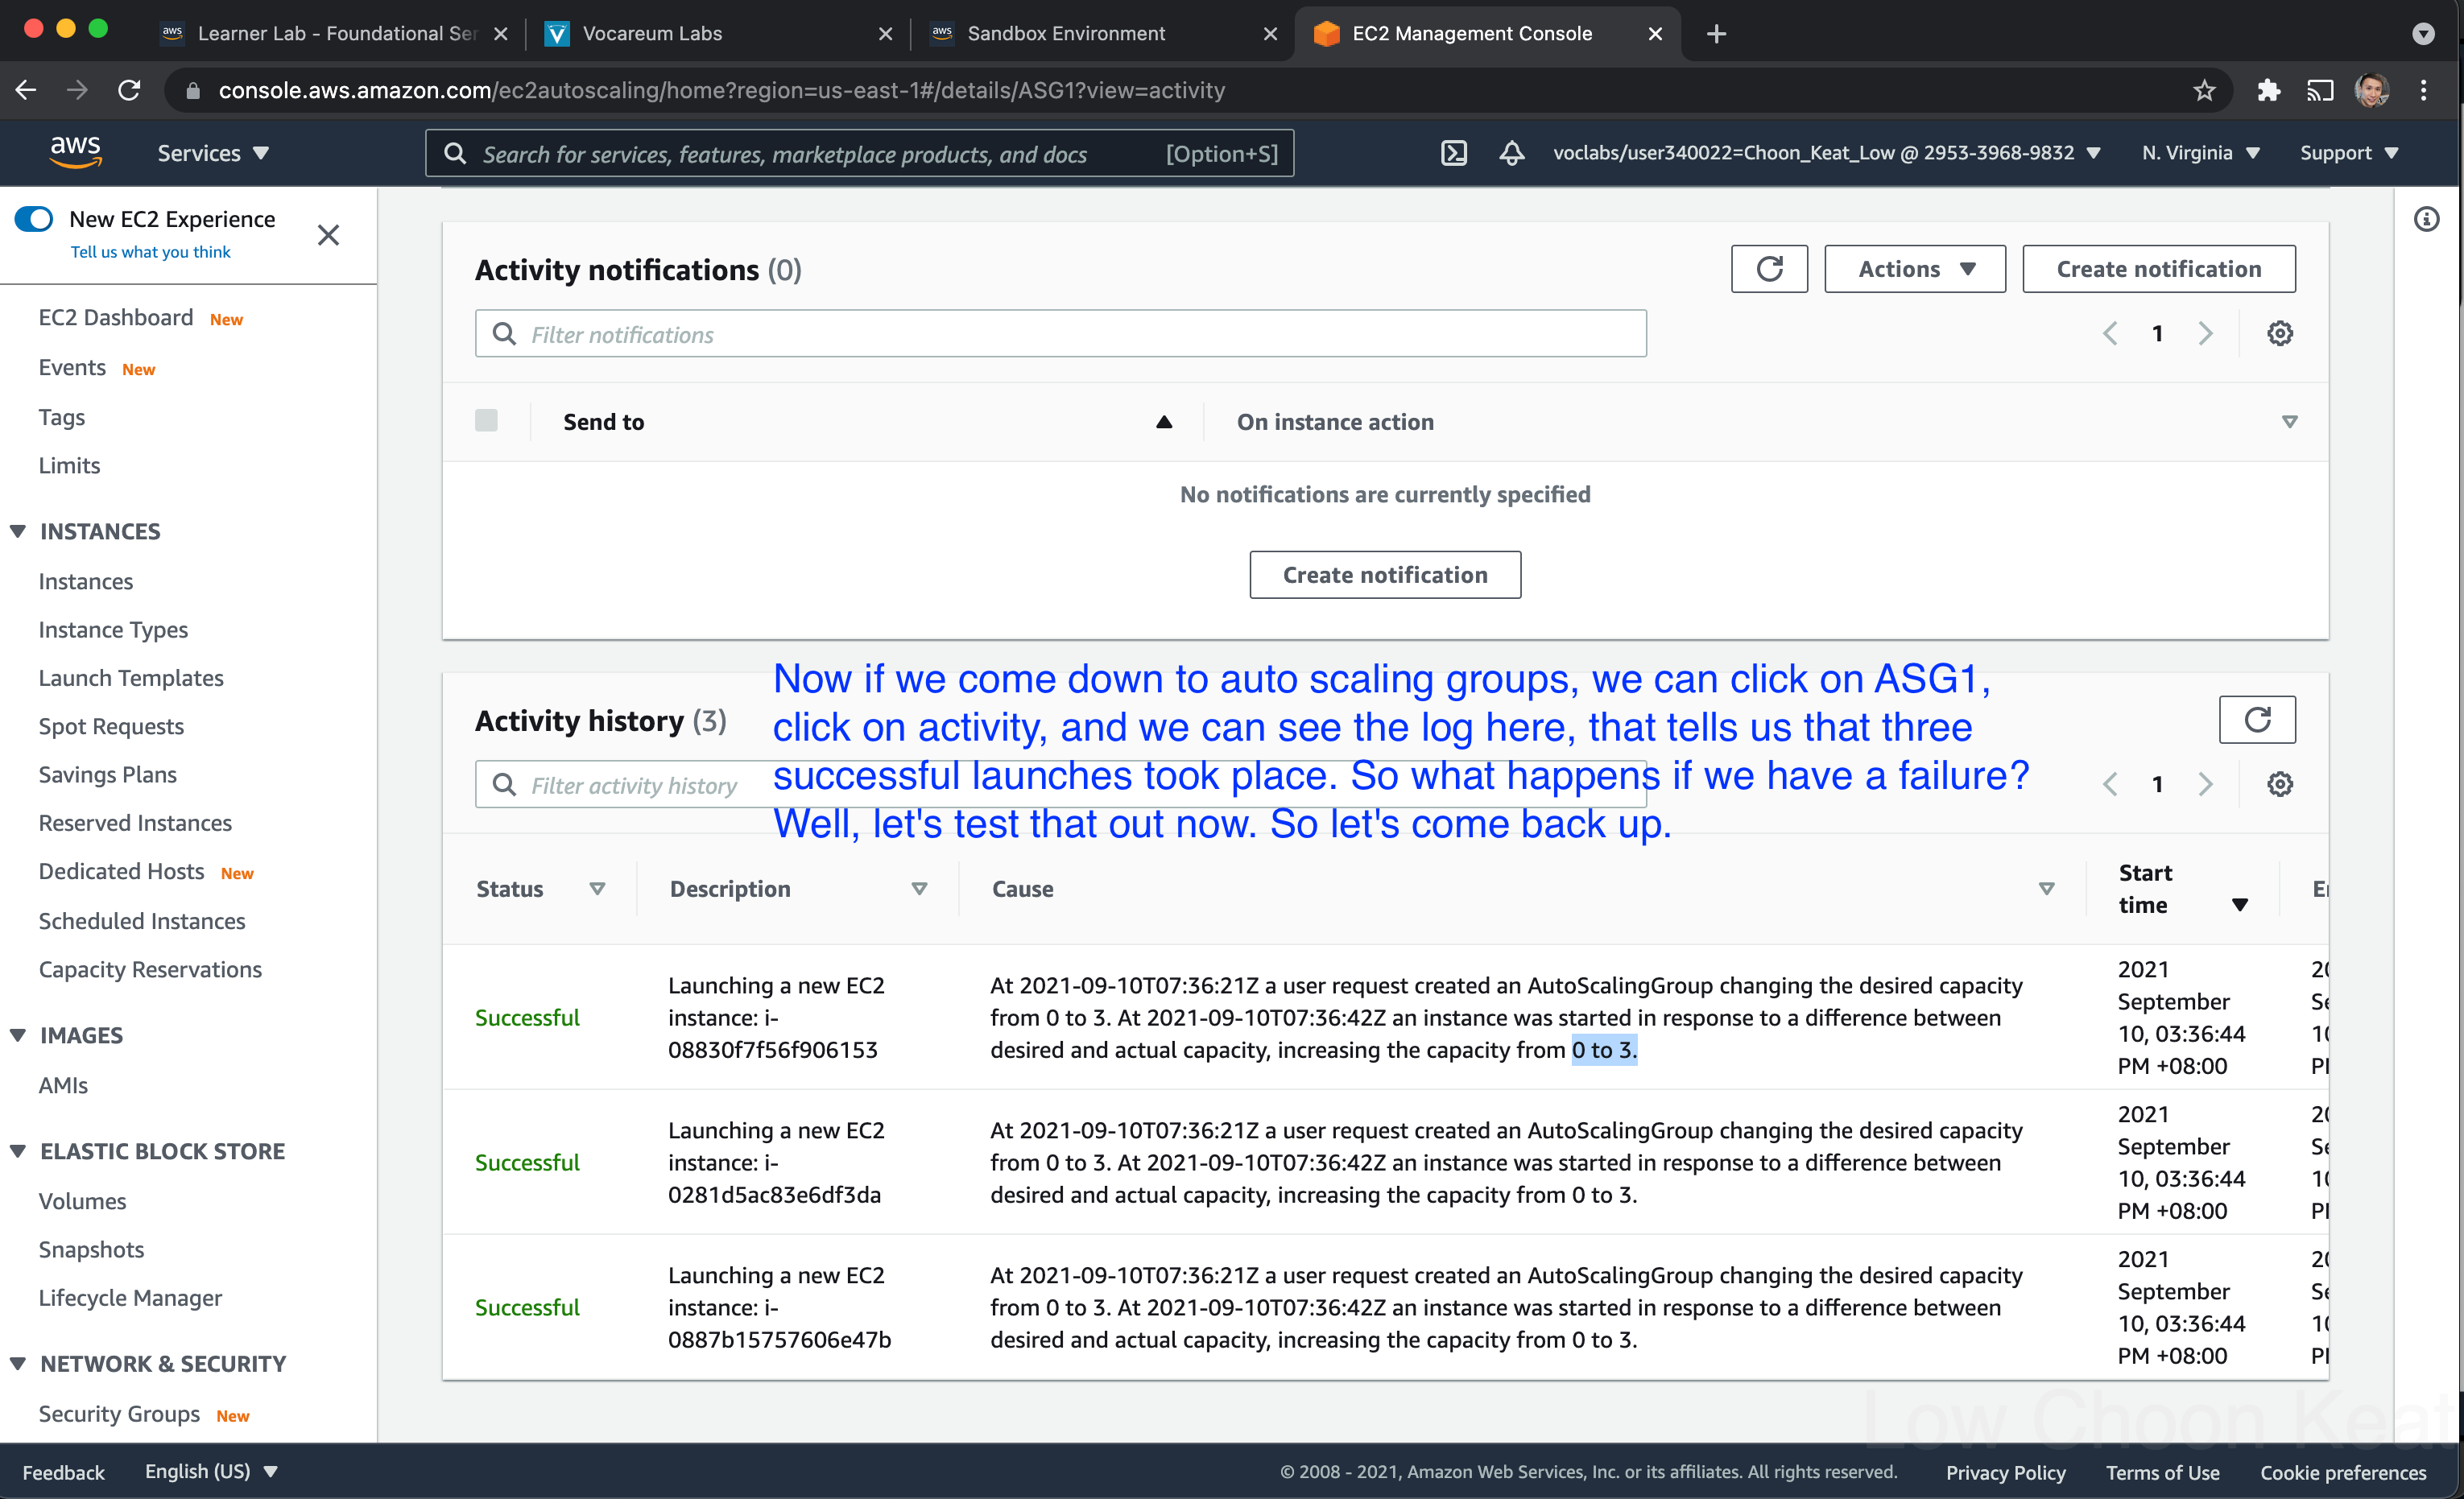 aws Learner Lab - Foundational Ser
Vocareum Labs
aws Sandbox Environment
EC2 Management Console
console.aws.amazon.com/ec2autoscaling/home?region=us-east-1#/details/ASG1?view=activity
aws
Services
Search for services, features, marketplace products, and docs [Option+S]
voclabs/user340022=Choon_Keat_Low @ 2953-3968-9832
N. Virginia
Support
New EC2 Experience
Tell us what you think
EC2 Dashboard New
Events New
Tags
Limits
INSTANCES
Instances
Instance Types
Launch Templates
Spot Requests
Savings Plans
Reserved Instances
Dedicated Hosts New
Scheduled Instances
Capacity Reservations
IMAGES
AMIs
ELASTIC BLOCK STORE
Volumes
Snapshots
Lifecycle Manager
NETWORK & SECURITY
Security Groups New
Activity notifications (0)
Actions
Create notification
Filter notifications
1
Send to
On instance action
No notifications are currently specified
Create notification
Now if we come down to auto scaling groups, we can click on ASG1,
click on activity, and we can see the log here, that tells us that three
successful launches took place. So what happens if we have a failure?
Well, let's test that out now. So let's come back up.
Activity history (3)
Filter activity history
1
Status
Description
Cause
Start
time
Successful
Launching a new EC2
instance: i-
08830f7f56f906153
At 2021-09-10T07:36:21Z a user request created an AutoScalingGroup changing the desired capacity
from 0 to 3. At 2021-09-10T07:36:42Z an instance was started in response to a difference between
desired and actual capacity, increasing the capacity from 0 to 3.
2021
September
10, 03:36:44
PM +08:00
Successful
Launching a new EC2
instance: i-
0281d5ac83e6df3da
At 2021-09-10T07:36:21Z a user request created an AutoScalingGroup changing the desired capacity
from 0 to 3. At 2021-09-10T07:36:42Z an instance was started in response to a difference between
desired and actual capacity, increasing the capacity from 0 to 3.
2021
September
10, 03:36:44
PM +08:00
Successful
Launching a new EC2
instance: i-
0887b15757606e47b
At 2021-09-10T07:36:21Z a user request created an AutoScalingGroup changing the desired capacity
from 0 to 3. At 2021-09-10T07:36:42Z an instance was started in response to a difference between
desired and actual capacity, increasing the capacity from 0 to 3.
2021
September
10, 03:36:44
PM +08:00
Low Choon Keat
Feedback
English (US)
© 2008 - 2021, Amazon Web Services, Inc. or its affiliates. All rights reserved.
Privacy Policy
Terms of Use
Cookie preferences